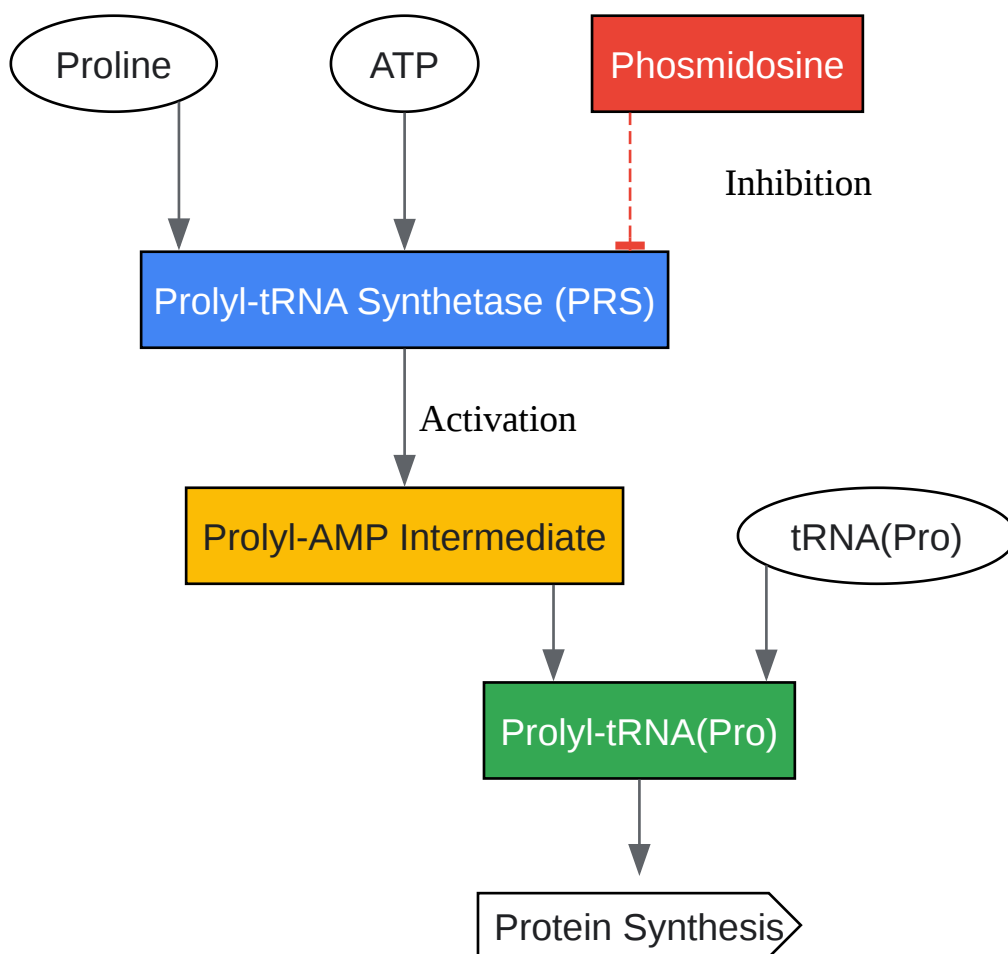 Proline
ATP
Phosmidosine
Inhibition
Prolyl-tRNA Synthetase (PRS)
Activation
Prolyl-AMP Intermediate
tRNA(Pro)
Prolyl-tRNA(Pro)
Protein Synthesis